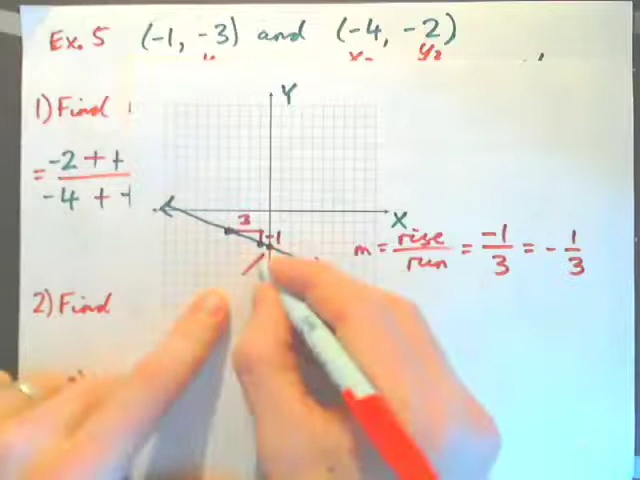 Ex. 5 (-1, -3) and (-4, -2)
y₂
1) Find
Y
= -2 +
-4 +
3
-1
X
m = rise/run = -1/3 = -1/3
2) Find